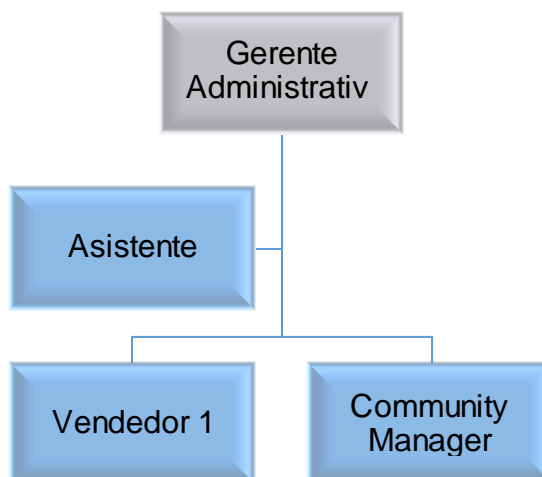 Gerente
Administrativ
Asistente
Vendedor 1
Community
Manager